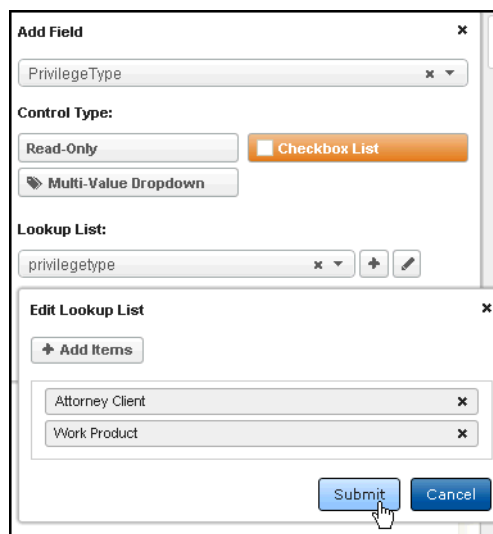 Add Field
PrivilegeType
Control Type:
Read-Only
Checkbox List
Multi-Value Dropdown
Lookup List:
privilegetype
Edit Lookup List
Add Items
Attorney Client
Work Product
Submit
Cancel